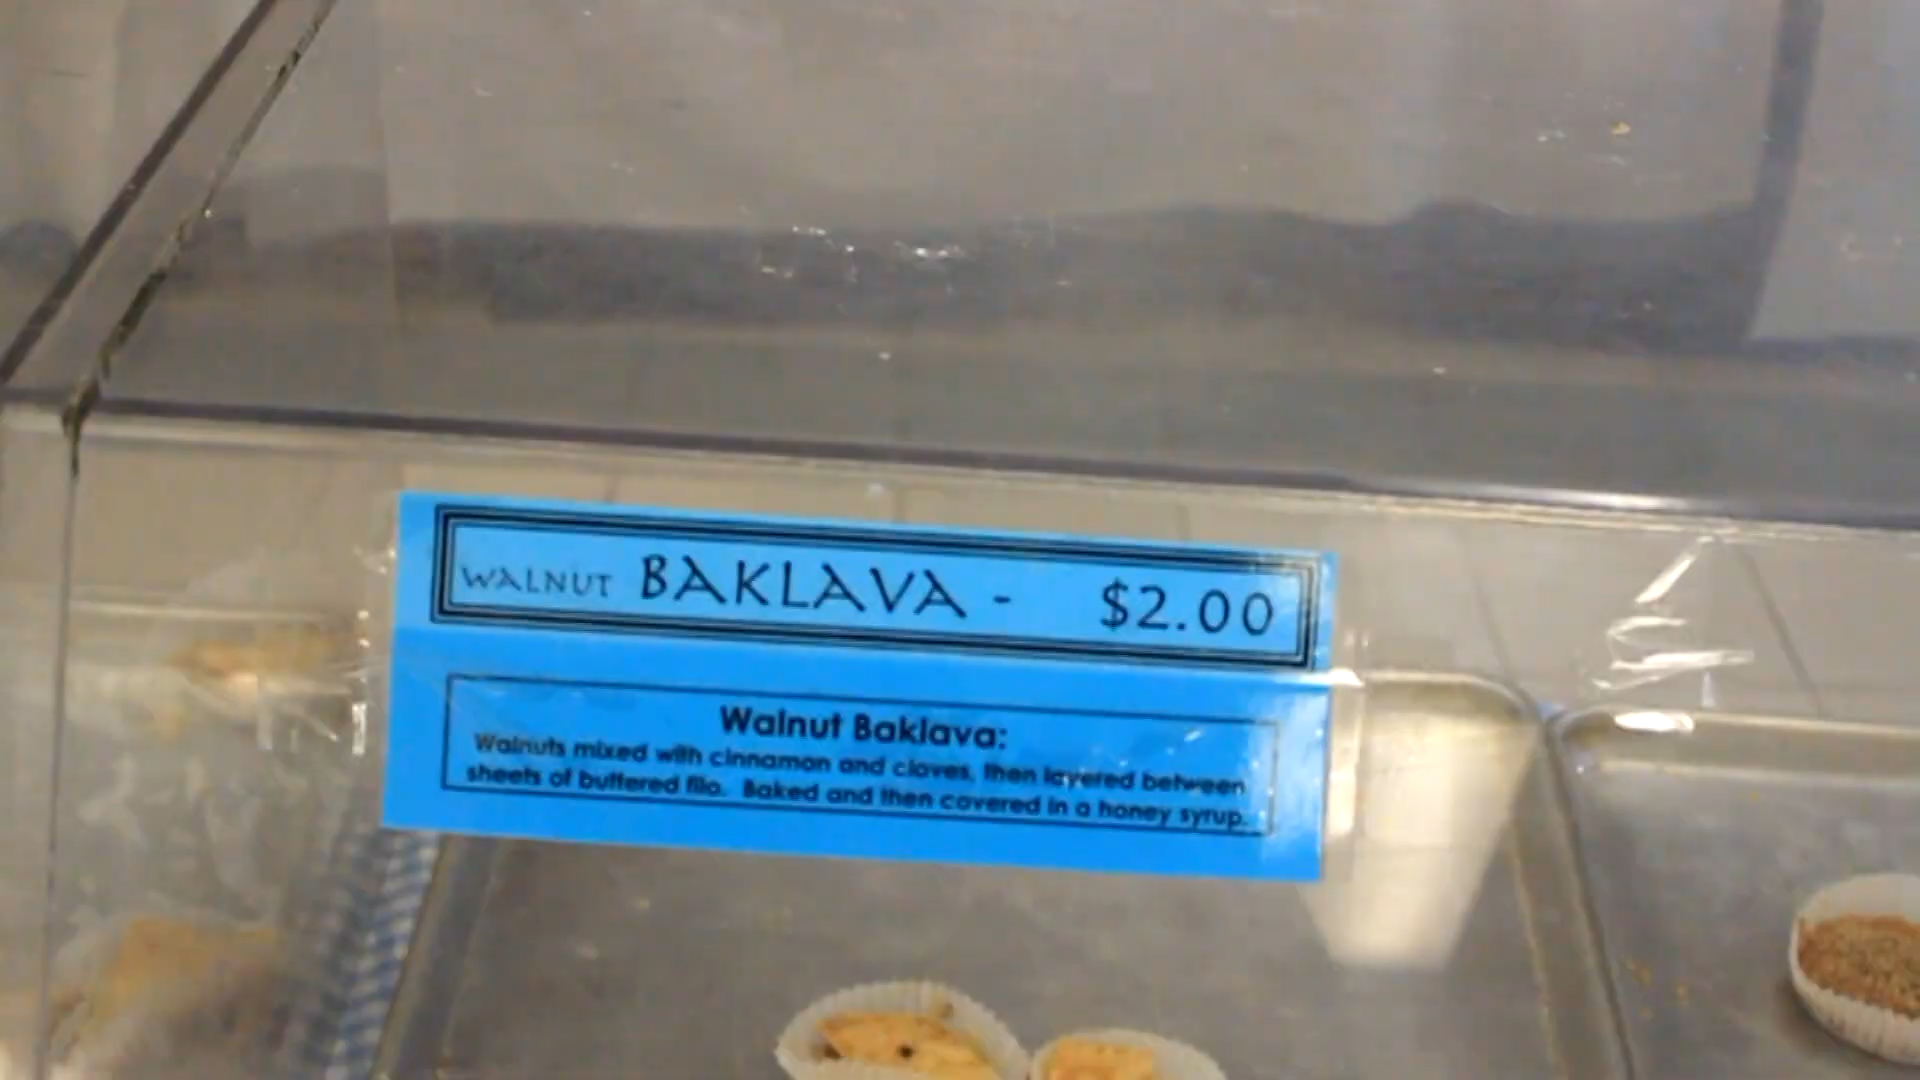 WALNUT BAKLAVA - $2.00
Walnut Baklava:
Walnuts mixed with cinnamon and cloves, then layered between
sheets of buttered filo. Baked and then covered in a honey syrup.